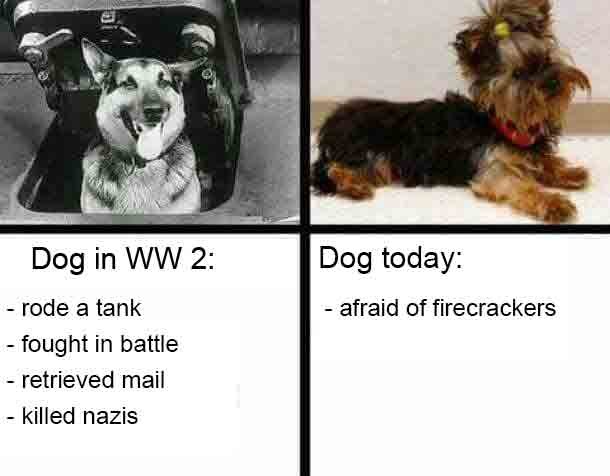 Dog in WW 2:
- rode a tank
- fought in battle
- retrieved mail
- killed nazis
Dog today:
- afraid of firecrackers